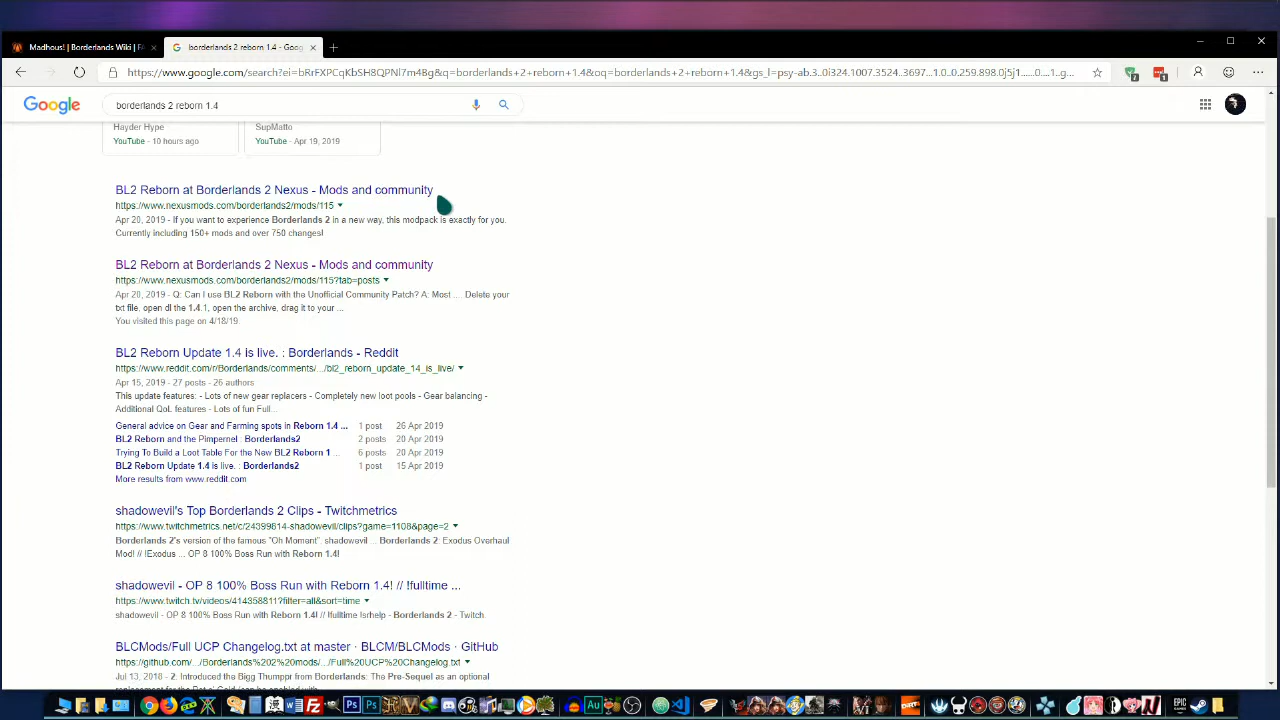 Madhous! | Borderlands Wiki | FA
borderlands 2 reborn 1.4 - Goog
https://www.google.com/search?ei=bRrFXPCqKbSH8QPNl7m4Bg&q=borderlands+2+reborn+1.4&oq=borderlands+2+reborn+1.4&gs_l=psy-ab.3..0i324.1007.3524..3697...1.0..0.259.898.0j5j1......0....1..g...
Google
borderlands 2 reborn 1.4
Hayder Hype
SupMatto
YouTube - 10 hours ago
YouTube - Apr 19, 2019
BL2 Reborn at Borderlands 2 Nexus - Mods and community
https://www.nexusmods.com/borderlands2/mods/115
Apr 20, 2019 - If you want to experience Borderlands 2 in a new way, this modpack is exactly for you.
Currently including 150+ mods and over 750 changes!
BL2 Reborn at Borderlands 2 Nexus - Mods and community
https://www.nexusmods.com/borderlands2/mods/115?tab=posts
Apr 20, 2019 - Q: Can I use BL2 Reborn with the Unofficial Community Patch? A: Most .... Delete your
txt file, open dl the 1.4.1, open the archive, drag it to your ...
You visited this page on 4/18/19.
BL2 Reborn Update 1.4 is live. : Borderlands - Reddit
https://www.reddit.com/r/Borderlands/comments/.../bl2_reborn_update_14_is_live/
Apr 15, 2019 - 27 posts - 26 authors
This update features: - Lots of new gear replacers - Completely new loot pools - Gear balancing -
Additional QoL features - Lots of fun Full...
General advice on Gear and Farming spots in Reborn 1.4 ... 1 post 26 Apr 2019
BL2 Reborn and the Pimpernel : Borderlands2 2 posts 20 Apr 2019
Trying To Build a Loot Table For the New BL2 Reborn 1 ... 6 posts 20 Apr 2019
BL2 Reborn Update 1.4 is live. : Borderlands2 1 post 15 Apr 2019
More results from www.reddit.com
shadowevil's Top Borderlands 2 Clips - Twitchmetrics
https://www.twitchmetrics.net/c/24399814-shadowevil/clips?game=1108&page=2
Borderlands 2's version of the famous "Oh Moment". shadowevil ... Borderlands 2: Exodus Overhaul
Mod! // !Exodus ... OP 8 100% Boss Run with Reborn 1.4!
shadowevil - OP 8 100% Boss Run with Reborn 1.4! // !fulltime ...
https://www.twitch.tv/videos/414358811?filter=all&sort=time
shadowevil - OP 8 100% Boss Run with Reborn 1.4! // !fulltime !srhelp - Borderlands 2 - Twitch.
BLCMods/Full UCP Changelog.txt at master · BLCM/BLCMods · GitHub
https://github.com/.../Borderlands%202%20mods/.../Full%20UCP%20Changelog.txt
Jul 13, 2018 - 2. Introduced the Bigg Thumppr from Borderlands: The Pre-Sequel as an optional